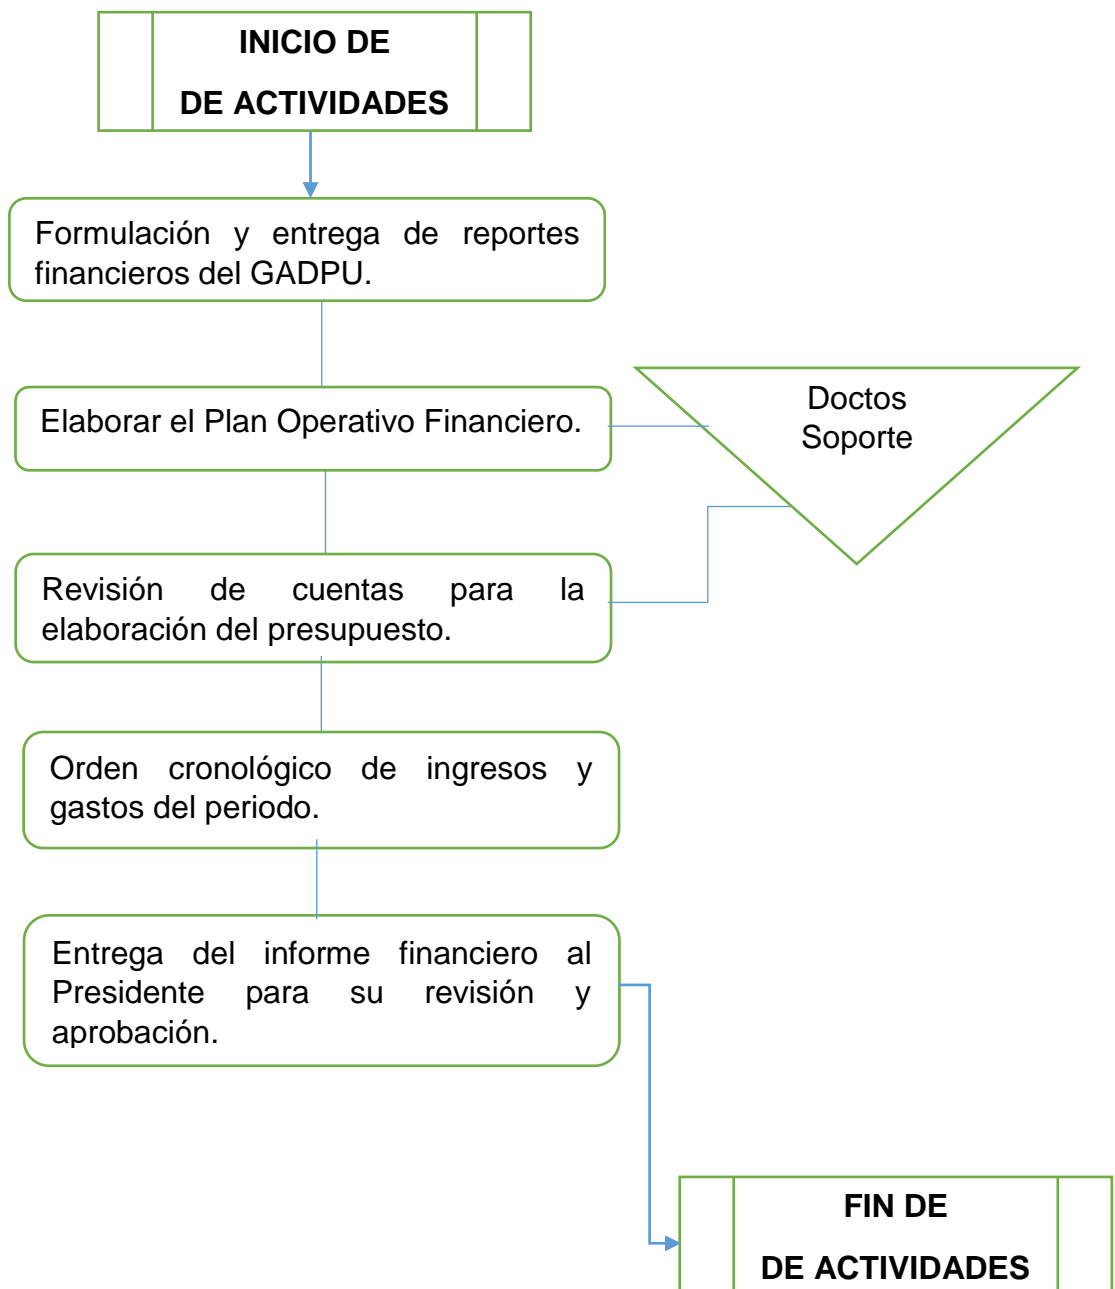 INICIO DE
DE ACTIVIDADES
Formulación y entrega de reportes
financieros del GADPU.
Elaborar el Plan Operativo Financiero.
Doctos
Soporte
Revisión de cuentas para la
elaboración del presupuesto.
Orden cronológico de ingresos y
gastos del periodo.
Entrega del informe financiero al
Presidente para su revisión y
aprobación.
FIN DE
DE ACTIVIDADES